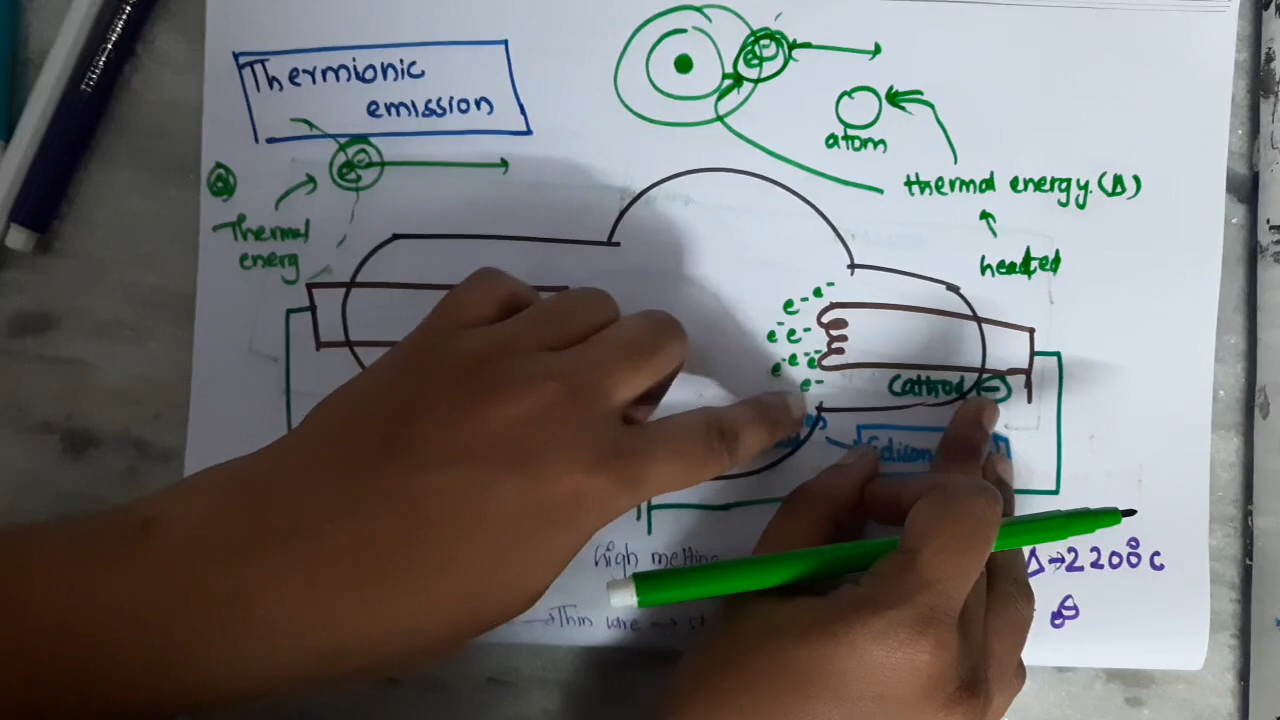 Thermionic
emission
atom
thermal energy.(Δ)
heated
Thermal
energ
e- e-
e- e-
e- e- e-
e-
Cathod (-)
Edison
high melting
→Thin wire →
Δ→2200°C